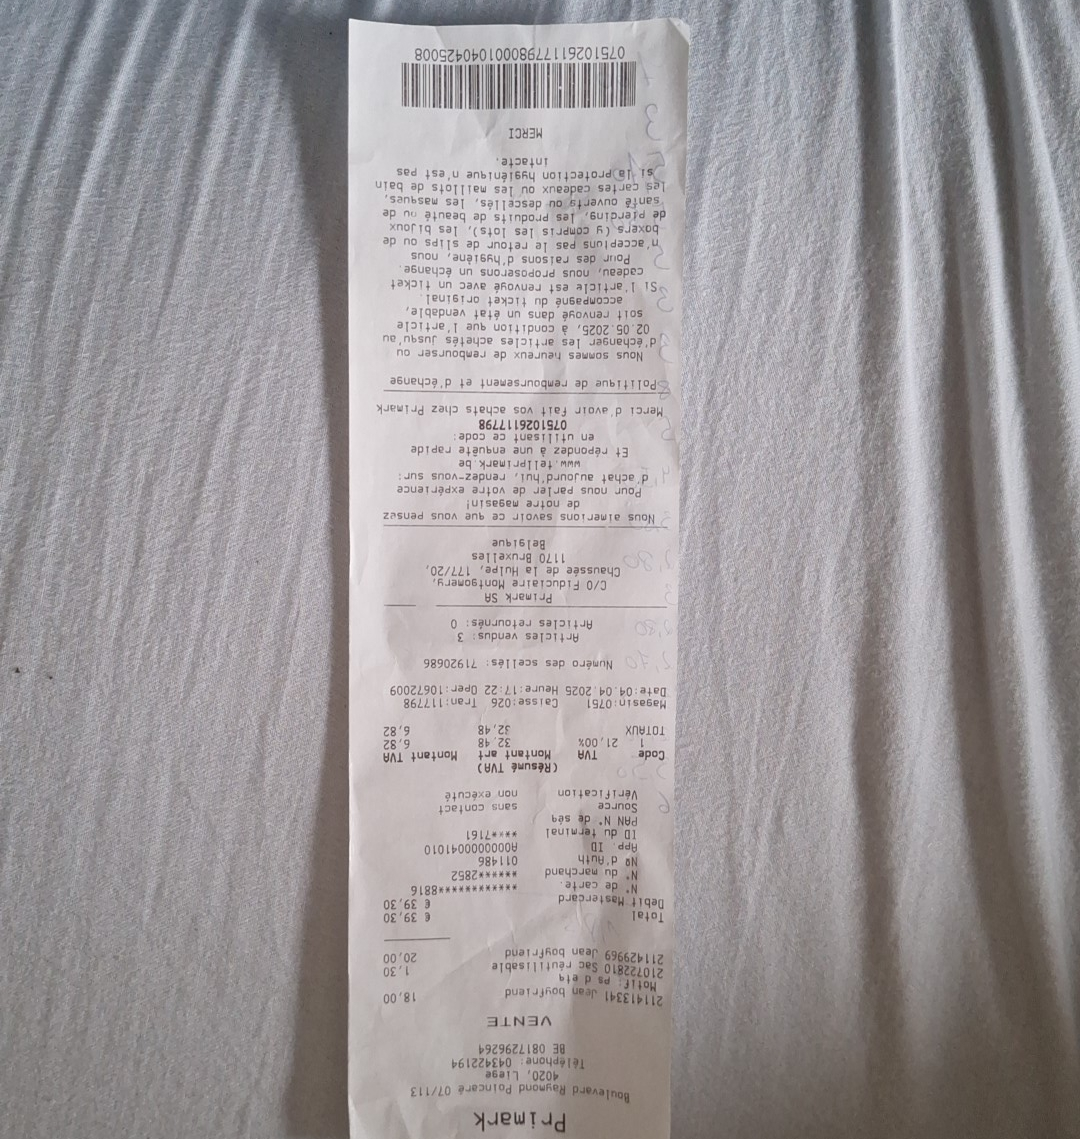 Primark
Boulevard Raymond Poincaré 07/113
4020, Liege
Téléphone: 043422194
BE 0817296264
VENTE
211413341 Jean boyfriend 18,00
Motif: Pa d etq
210722810 Sac réutilisable 1,30
211429969 Jean boyfriend 20,00
Total € 39,30
Debit Mastercard € 39,30
N° de carte. ************8816
N° du marchand ******2852
N° d'Auth 011486
App. ID A0000000041010
ID du terminal ****7161
PAN N° de séq
Source sans contact
Vérification non exécuté
(Résumé TVA)
Code TVA Montant art Montant TVA
1 21,00% 32,48 6,82
TOTAUX 32,48 6,82
Magasin:0751 Caisse:026 Tran:117798
Date:04.04.2025 Heure:17:22 Oper:10672009
Numéro des scellés: 71920686
Articles vendus: 3
Articles retournés: 0
Primark SA
C/O Fiduciaire Montgomery,
Chaussée de la Hulpe, 177/20,
1170 Bruxelles
Belgique
Nous aimerions savoir ce que vous pensez
de notre magasin!
Pour nous parler de votre expérience
d'achat aujourd'hui, rendez-vous sur:
www.tellprimark.be
Et répondez à une enquête rapide
en utilisant ce code:
0751026117798
Merci d'avoir fait vos achats chez Primark
Politique de remboursement et d'échange
Nous sommes heureux de rembourser ou
d'échanger les articles achetés jusqu'au
02.05.2025, à condition que l'article
soit renvoyé dans un état vendable,
accompagné du ticket original.
Si l'article est renvoyé avec un ticket
cadeau, nous proposerons un échange.
Pour des raisons d'hygiène, nous
n'acceptons pas le retour de slips ou de
boxers (y compris les lots), les bijoux
de piercing, les produits de beauté ou de
santé ouverts ou descellés, les masques,
les cartes cadeaux ou les maillots de bain
si la protection hygiénique n'est pas
intacte.
MERCI
07510261177980001040425008